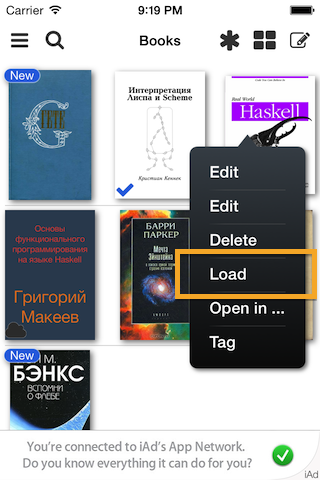 Carrier 9:19 PM
Books
New
ГЕТЕ
Интерпретация
Лиспа и Scheme
Кристиан Кеннек
Real World
Haskell
Основы
функционального
программирования
на языке Haskell
Григорий
Макеев
БАРРИ
ПАРКЕР
Мечта
Эйнштейна
Edit
Edit
Delete
Load
Open in ...
Tag
New
М.
БЭНКС
ВСПОМНИ
О ФЛЕБЕ
You're connected to iAd's App Network.
Do you know everything it can do for you?
iAd